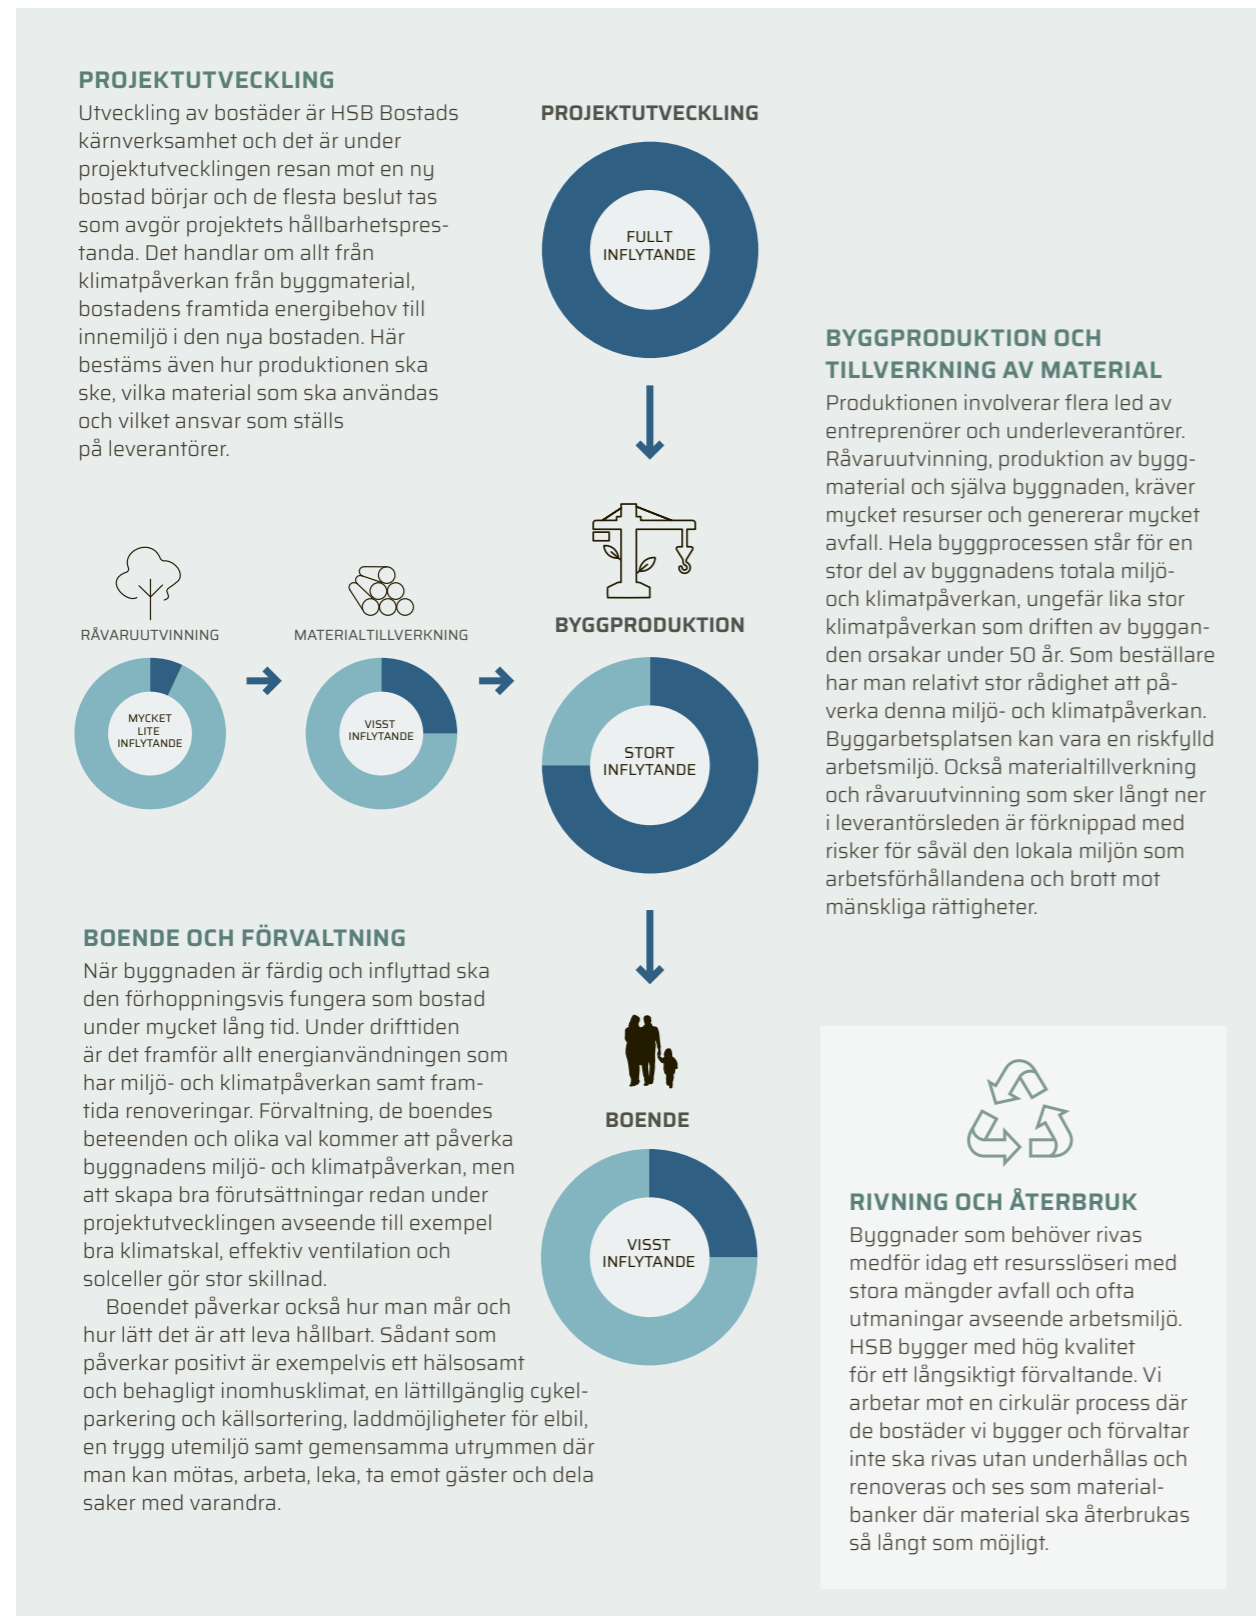 PROJEKTUTVECKLING
Utveckling av bostäder är HSB Bostads
kärnverksamhet och det är under
projektutvecklingen resan mot en ny
bostad börjar och de flesta beslut tas
som avgör projektets hållbarhetspres-
tanda. Det handlar om allt från
klimatpåverkan från byggmaterial,
bostadens framtida energibehov till
innemiljö i den nya bostaden. Här
bestäms även hur produktionen ska
ske, vilka material som ska användas
och vilket ansvar som ställs
på leverantörer.
PROJEKTUTVECKLING
FULLT
INFLYTANDE
BYGGPRODUKTION OCH
TILLVERKNING AV MATERIAL
Produktionen involverar flera led av
entreprenörer och underleverantörer.
Råvaruutvinning, produktion av bygg-
material och själva byggnaden, kräver
mycket resurser och genererar mycket
avfall. Hela byggprocessen står för en
stor del av byggnadens totala miljö-
och klimatpåverkan, ungefär lika stor
klimatpåverkan som driften av byggan-
den orsakar under 50 år. Som beställare
har man relativt stor rådighet att på-
verka denna miljö- och klimatpåverkan.
Byggarbetsplatsen kan vara en riskfylld
arbetsmiljö. Också materialtillverkning
och råvaruutvinning som sker långt ner
i leverantörsleden är förknippad med
risker för såväl den lokala miljön som
arbetsförhållandena och brott mot
mänskliga rättigheter.
RÅVARUUTVINNING
MYCKET
LITE
INFLYTANDE
MATERIALTILLVERKNING
VISST
INFLYTANDE
BYGGPRODUKTION
STORT
INFLYTANDE
BOENDE OCH FÖRVALTNING
När byggnaden är färdig och inflyttad ska
den förhoppningsvis fungera som bostad
under mycket lång tid. Under drifttiden
är det framför allt energianvändningen som
har miljö- och klimatpåverkan samt fram-
tida renoveringar. Förvaltning, de boendes
beteenden och olika val kommer att påverka
byggnadens miljö- och klimatpåverkan, men
att skapa bra förutsättningar redan under
projektutvecklingen avseende till exempel
bra klimatskal, effektiv ventilation och
solceller gör stor skillnad.
Boendet påverkar också hur man mår och
hur lätt det är att leva hållbart. Sådant som
påverkar positivt är exempelvis ett hälsosamt
och behagligt inomhusklimat, en lättillgänglig cykel-
parkering och källsortering, laddmöjligheter för elbil,
en trygg utemiljö samt gemensamma utrymmen där
man kan mötas, arbeta, leka, ta emot gäster och dela
saker med varandra.
BOENDE
VISST
INFLYTANDE
RIVNING OCH ÅTERBRUK
Byggnader som behöver rivas
medför idag ett resursslöseri med
stora mängder avfall och ofta
utmaningar avseende arbetsmiljö.
HSB bygger med hög kvalitet
för ett långsiktigt förvaltande. Vi
arbetar mot en cirkulär process där
de bostäder vi bygger och förvaltar
inte ska rivas utan underhållas och
renoveras och ses som material-
banker där material ska återbrukas
så långt som möjligt.